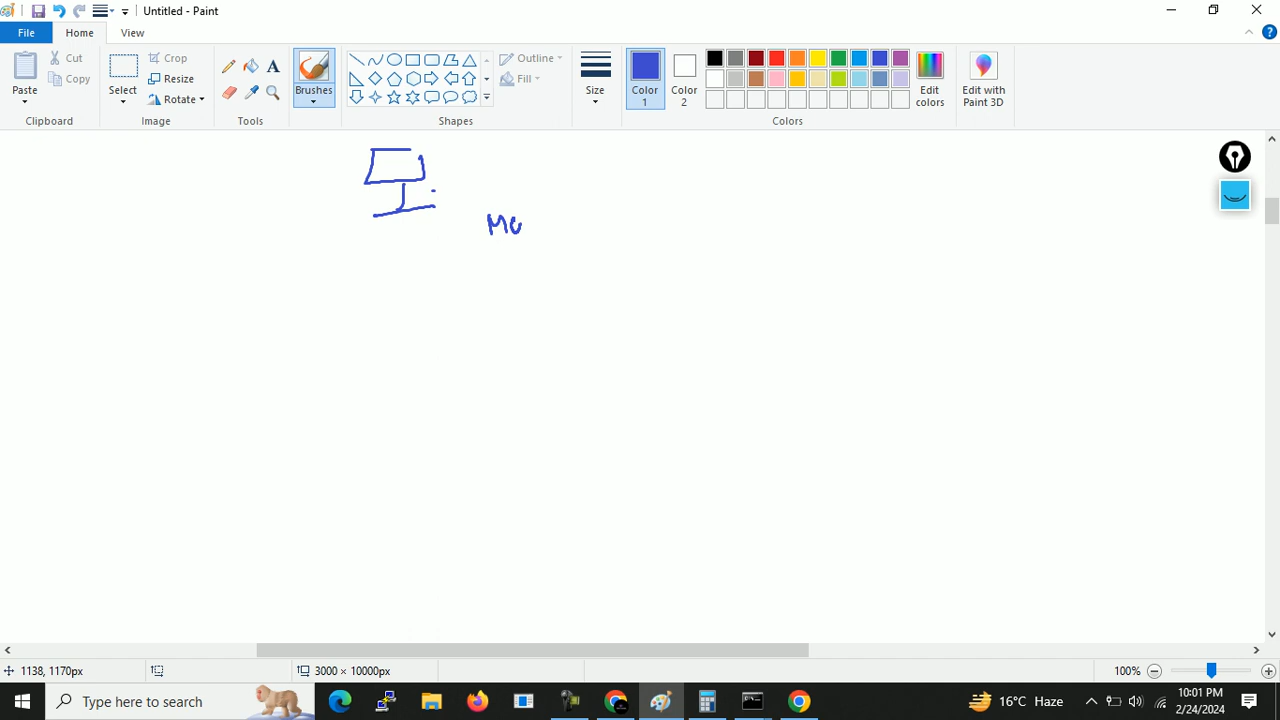 Untitled - Paint
File Home View
Paste
Cut
Copy
Clipboard
Select
Crop
Resize
Rotate
Image
A
Tools
Brushes
Outline
Fill
Shapes
Size
Color 1
Color 2
Edit colors
Colors
Edit with Paint 3D
1138, 1170px
3000 × 10000px
100%
Type here to search
16°C Haze
10:01 PM
2/24/2024